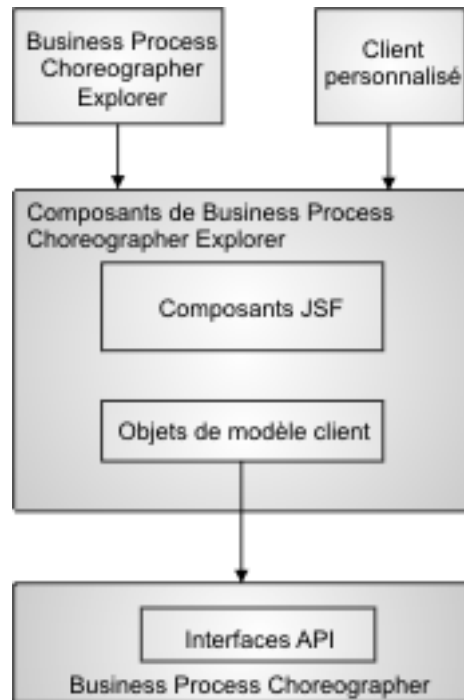 Business Process
Choreographer
Explorer
Client
personnalisé
Composants de Business Process
Choreographer Explorer
Composants JSF
Objets de modèle client
Interfaces API
Business Process Choreographer